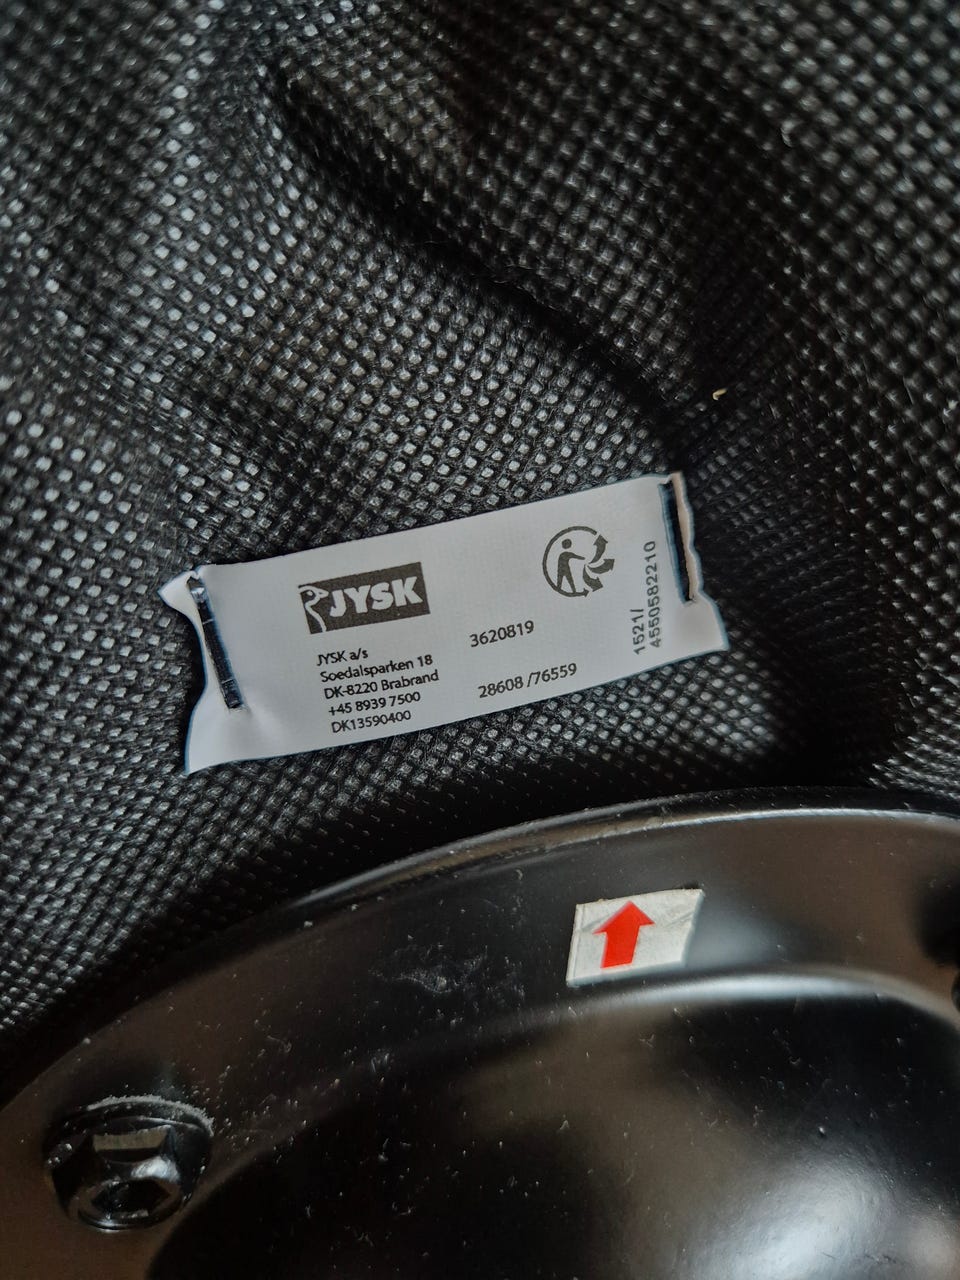 JYSK
JYSK a/s
Soedalsparken 18
DK-8220 Brabrand
+45 8939 7500
DK13590400
3620819
28608 /76559
1521/
4550582210